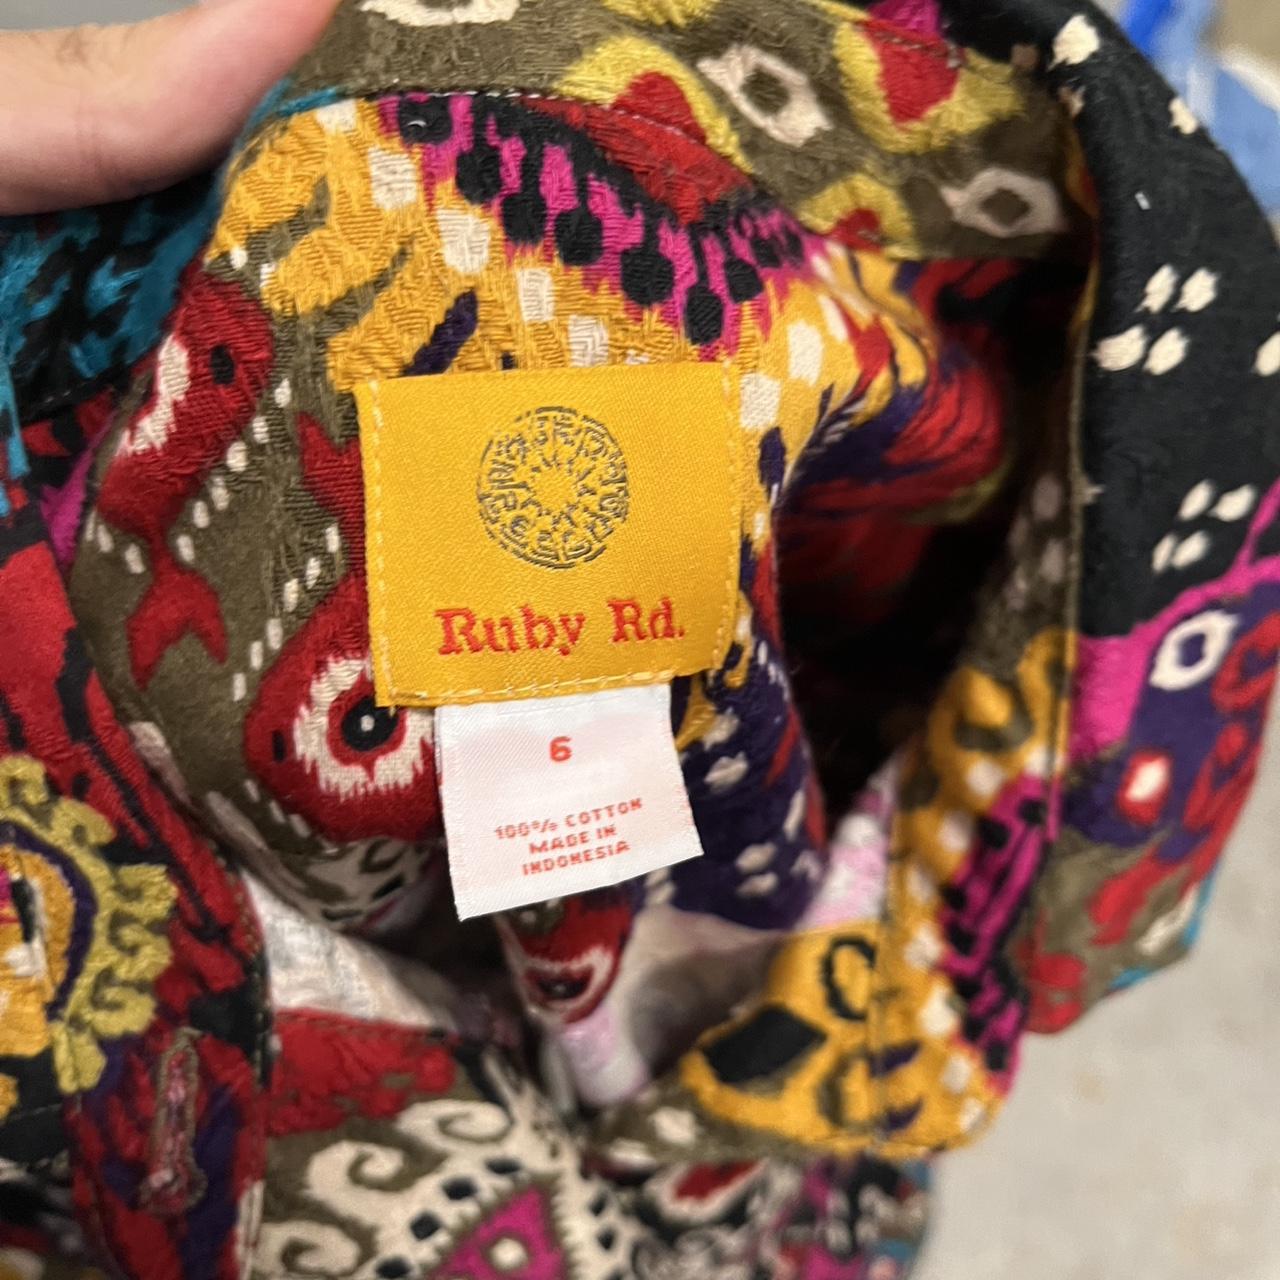 Ruby Rd.
6
100% COTTON
MADE IN
INDONESIA